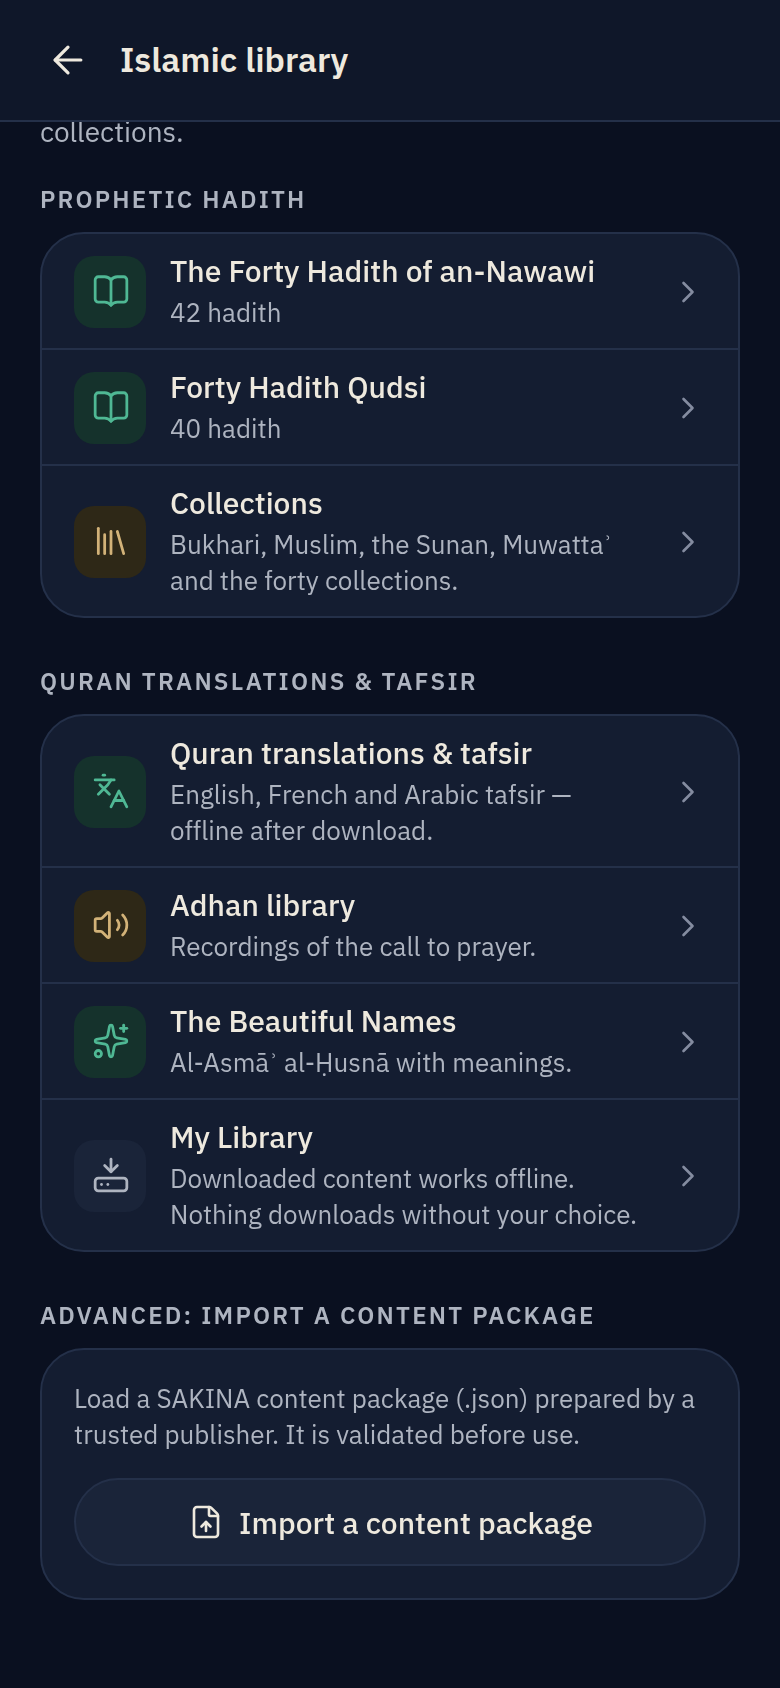 Islamic library
collections.
PROPHETIC HADITH
The Forty Hadith of an-Nawawi
42 hadith
Forty Hadith Qudsi
40 hadith
Collections
Bukhari, Muslim, the Sunan, Muwattaʾ
and the forty collections.
QURAN TRANSLATIONS & TAFSIR
Quran translations & tafsir
English, French and Arabic tafsir —
offline after download.
Adhan library
Recordings of the call to prayer.
The Beautiful Names
Al-Asmāʾ al-Ḥusnā with meanings.
My Library
Downloaded content works offline.
Nothing downloads without your choice.
ADVANCED: IMPORT A CONTENT PACKAGE
Load a SAKINA content package (.json) prepared by a
trusted publisher. It is validated before use.
Import a content package